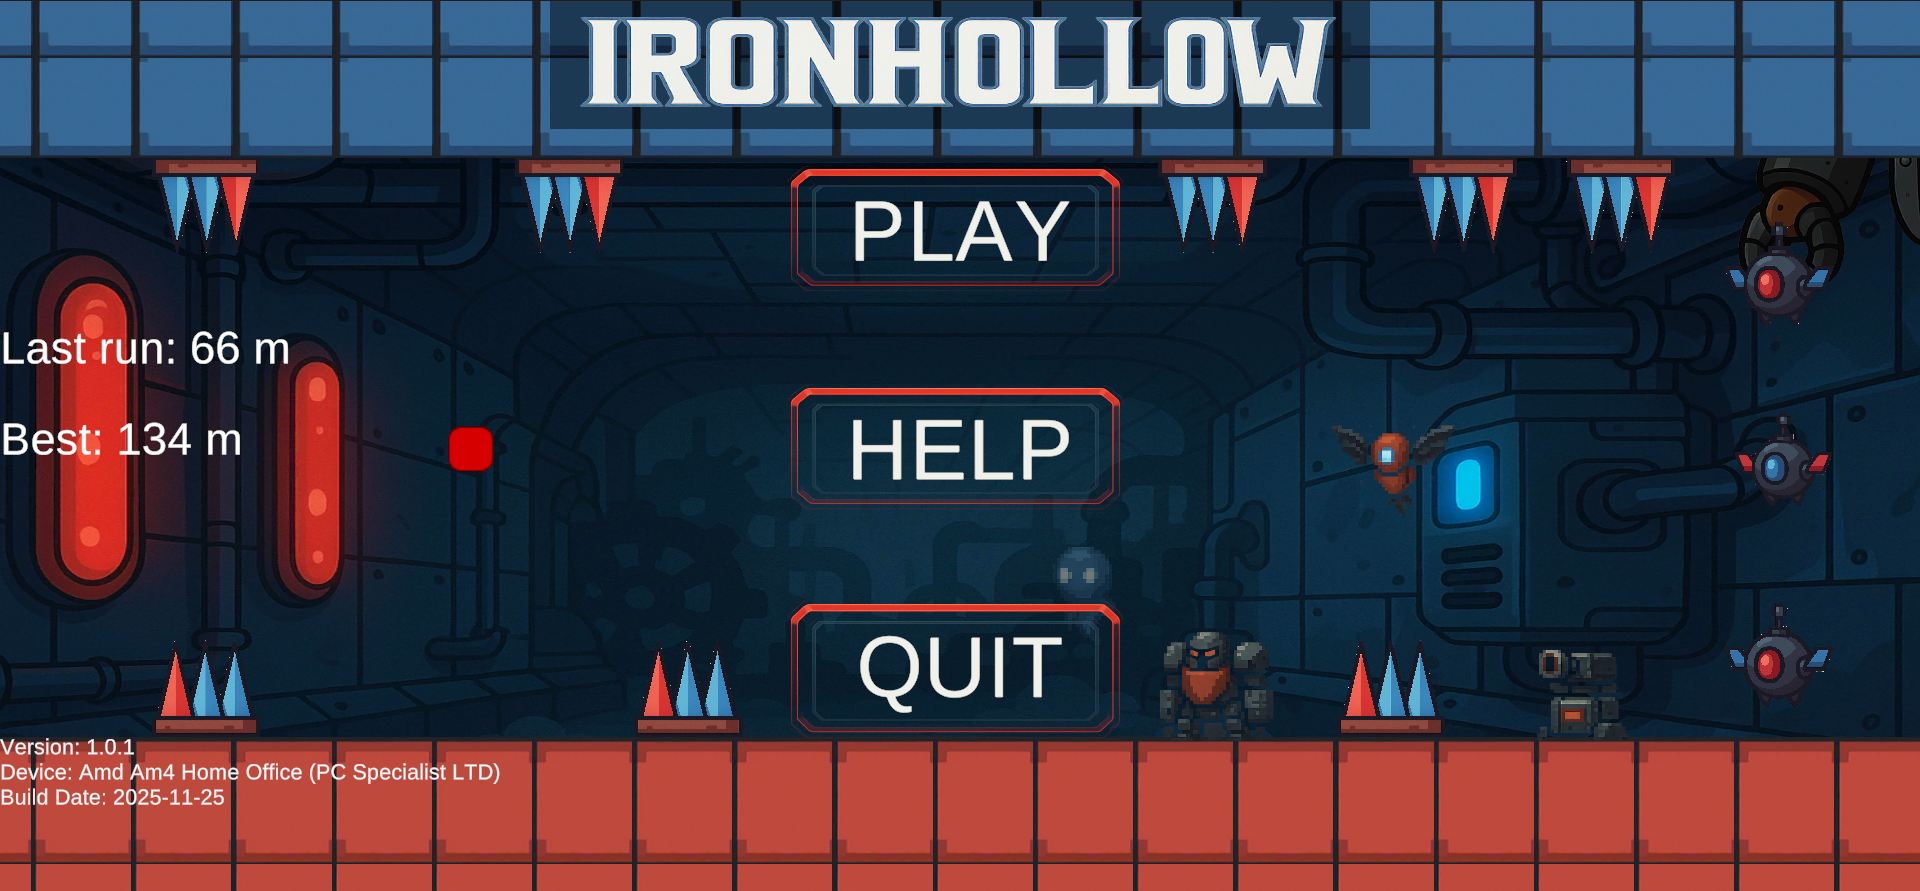 IRONHOLLOW
PLAY
Last run: 66 m
Best: 134 m
HELP
QUIT
Version: 1.0.1
Device: Amd Am4 Home Office (PC Specialist LTD)
Build Date: 2025-11-25